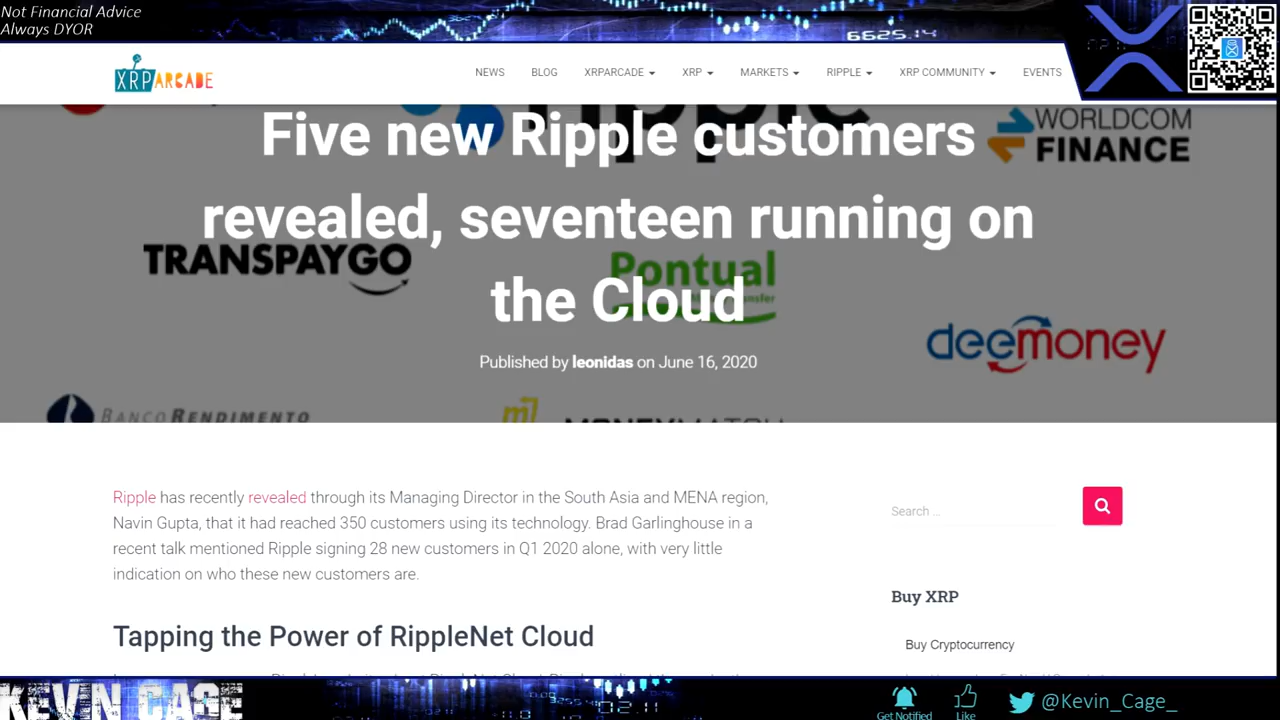 Not Financial Advice
Always DYOR
6625.14
XRPARCADE
NEWS BLOG XRPARCADE XRP MARKETS RIPPLE XRP COMMUNITY EVENTS
Five new Ripple customers
revealed, seventeen running on
the Cloud
WORLDCOM
FINANCE
TRANSPAYGO
Pontual
deemoney
Published by leonidas on June 16, 2020
BANCO RENDIMENTO
Ripple has recently revealed through its Managing Director in the South Asia and MENA region,
Navin Gupta, that it had reached 350 customers using its technology. Brad Garlinghouse in a
recent talk mentioned Ripple signing 28 new customers in Q1 2020 alone, with very little
indication on who these new customers are.
Tapping the Power of RippleNet Cloud
Search ...
Buy XRP
Buy Cryptocurrency
KEVIN CAGE
Get Notified
Like
@Kevin_Cage_